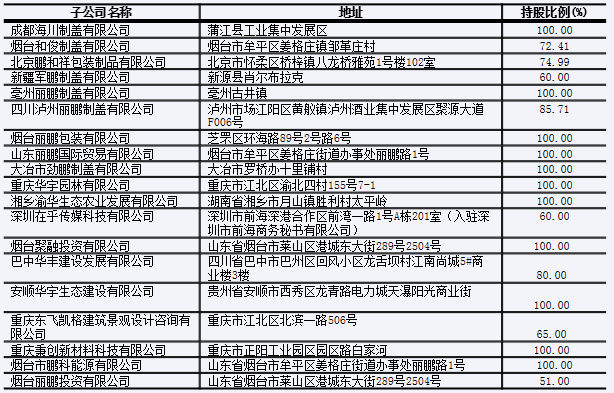 子公司名称 地址 持股比例(%)
成都海川制盖有限公司 蒲江县工业集中发展区 100.00
烟台和俊制盖有限公司 烟台市牟平区姜格庄镇邹革庄村 72.41
北京鹏和祥包装制品有限公司 北京市怀柔区桥梓镇八龙桥雅苑1号楼102室 74.99
新疆军鹏制盖有限公司 新源县肖尔布拉克 60.00
亳州丽鹏制盖有限公司 亳州古井镇 100.00
四川泸州丽鹏制盖有限公司 泸州市场江阳区黄舣镇泸州酒业集中发展区聚源大道 85.71
F006号
烟台丽鹏包装有限公司 芝罘区环海路89号2号路6号 100.00
山东丽鹏国际贸易有限公司 烟台市牟平区姜格庄街道办事处丽鹏路1号 100.00
大冶市劲鹏制盖有限公司 大冶市罗桥办十里铺村 100.00
重庆华宇园林有限公司 重庆市江北区渝北四村155号7-1 100.00
湘乡渝华生态农业发展有限公司 湖南省湘乡市月山镇胜利村太平岭 100.00
深圳在乎传媒科技有限公司 深圳市前海深港合作区前湾一路1号A栋201室（入驻深 60.00
圳市前海商务秘书有限公司）
烟台聚融投资有限公司 山东省烟台市莱山区港城东大街289号2504号 100.00
巴中华丰建设发展有限公司 四川省巴中市巴州区回风小区龙舌坝村江南尚城5#商
业楼3楼 80.00
安顺华宇生态建设有限公司 贵州省安顺市西秀区龙青路电力城天瀑阳光商业街
100.00
重庆东飞凯格建筑景观设计咨询有 重庆市江北区北滨一路506号
限公司 65.00
重庆秉创新材料科技有限公司 重庆市正阳工业园区园区路白家河 100.00
烟台市鹏科能源有限公司 山东省烟台市牟平区姜格庄街道办事处丽鹏路1号 100.00
烟台丽鹏投资有限公司 山东省烟台市莱山区港城东大街289号2504号 51.00